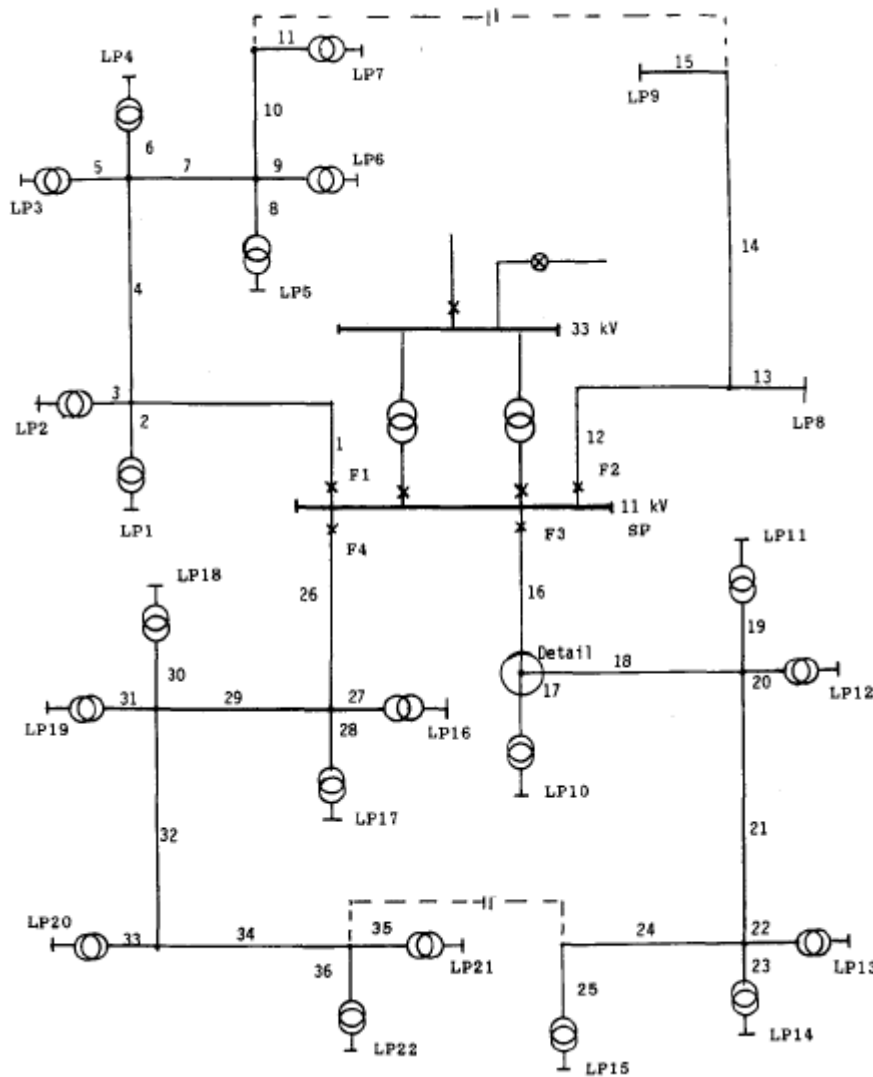 11
LP7
15
LP9
LP4
10
6
5
7
9
LP6
LP3
8
LP5
14
4
33 kV
13
LP8
3
LP2
2
1
12
F1
F2
11 kV
LP1
F4
F3
SP
LP11
LP18
26
16
19
Detail
18
30
17
20
LP12
31
29
27
LP19
28
LP16
LP10
LP17
21
32
LP20
35
24
22
33
34
LP21
LP13
36
23
25
LP22
LP14
LP15